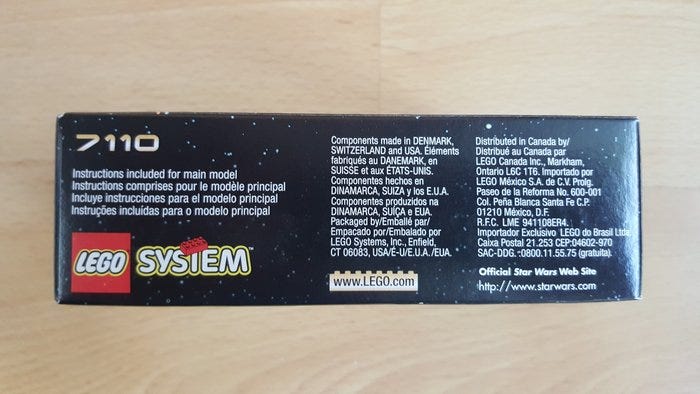 7110
Instructions included for main model
Instructions comprises pour le modèle principal
Incluye instrucciones para el modelo principal
Instruções incluídas para o modelo principal
LEGO SYSTEM™
Components made in DENMARK,
SWITZERLAND and USA. Éléments
fabriqués au DANEMARK, en
SUISSE et aux ÉTATS-UNIS.
Componentes hechos en
DINAMARCA, SUIZA y los E.U.A.
Componentes produzidos na
DINAMARCA, SUÍÇA e EUA.
Packaged by/Emballé par/
Empacado por/Embalado por
LEGO Systems, Inc., Enfield,
CT 06083, USA/É-U/E.U.A./EUA.
www.LEGO.com
Distributed in Canada by/
Distribué au Canada par
LEGO Canada Inc., Markham,
Ontario L6C 1T6. Importado por
LEGO México S.A. de C.V. Prolg.
Paseo de la Reforma No. 600-001
Col. Peña Blanca Santa Fe C.P.
01210 México, D.F.
R.F.C. LME 941108ER4.
Importador Exclusivo LEGO do Brasil Ltda
Caixa Postal 21.253 CEP:04602-970
SAC-DDG.-:0800.11.55.75 (gratuita).
Official Star Wars Web Site
http://www.starwars.com